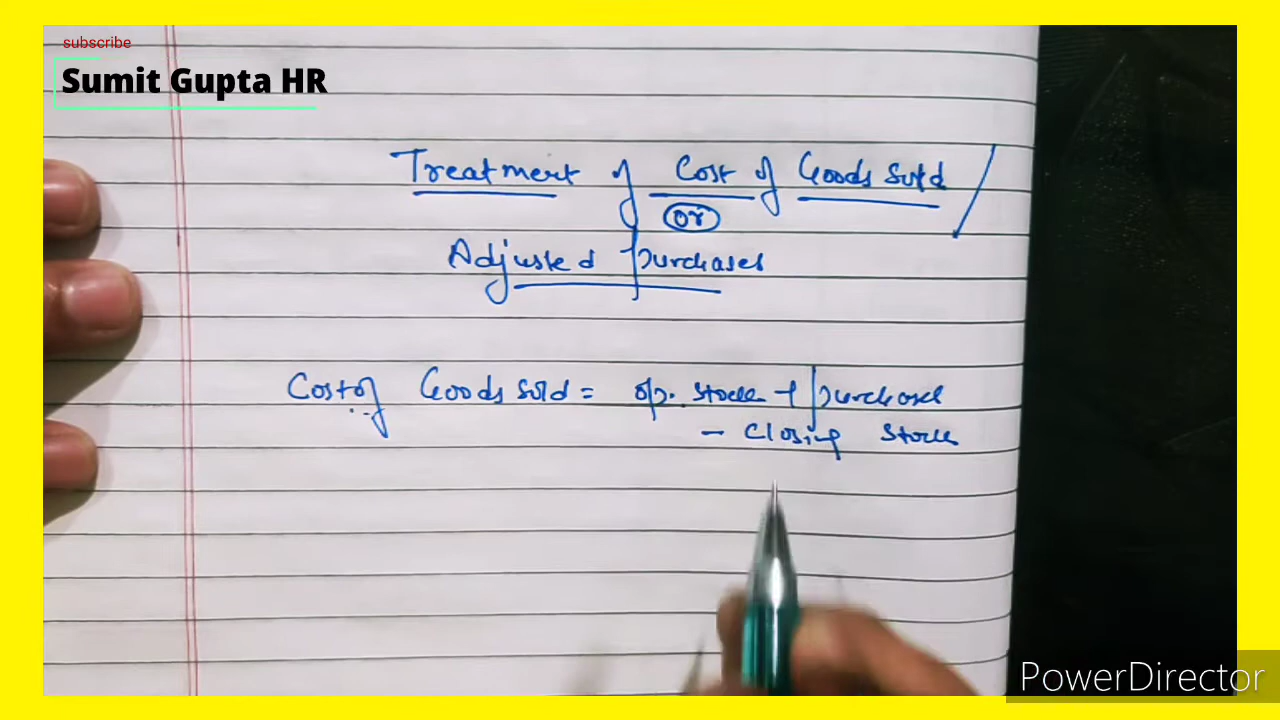 subscribe
Sumit Gupta HR
Treatment of Cost of Goods Sold /
or
Adjusted purchases
Cost of Goods Sold = op. stock + purchases
- Closing stock
PowerDirector